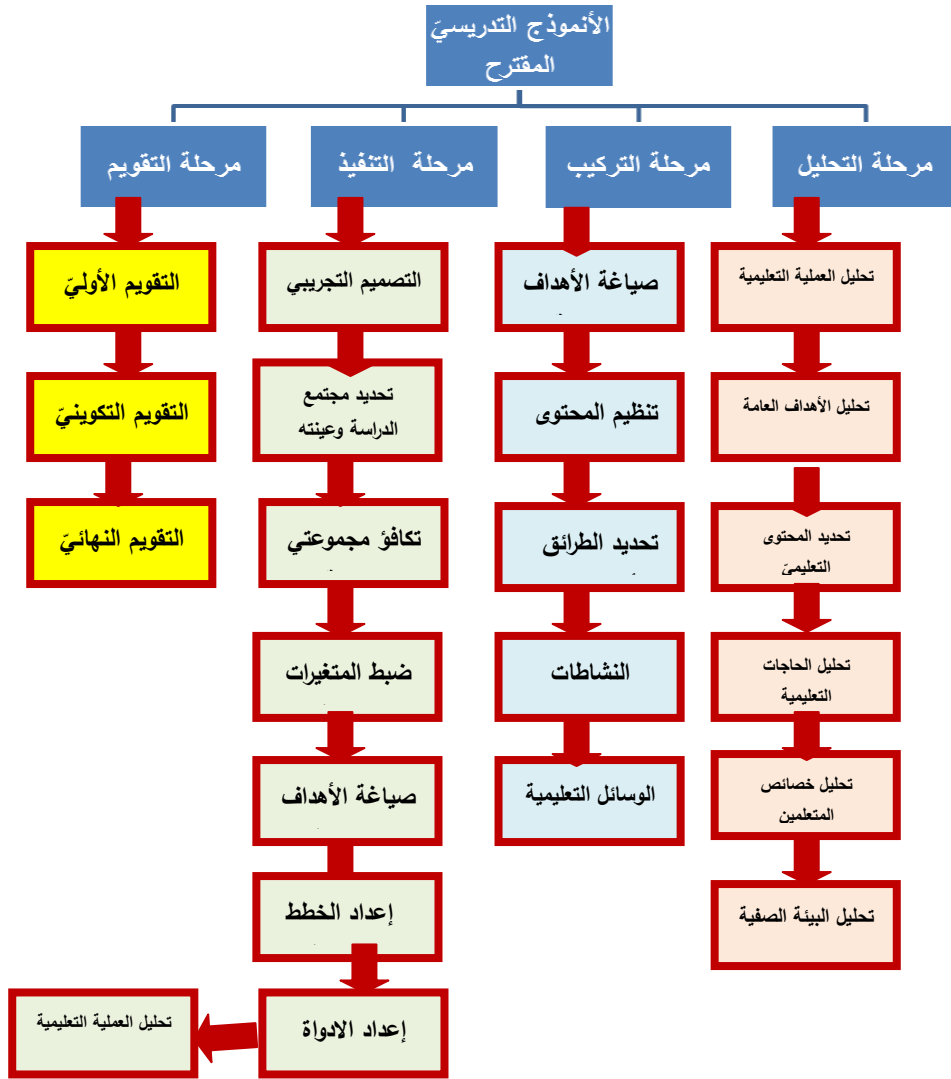 الأنموذج التدريسيّ
المقترح
مرحلة التحليل
مرحلة التركيب
مرحلة التنفيذ
مرحلة التقويم
تحليل العملية التعليمية
تحليل الأهداف العامة
تحديد المحتوى
التعليميّ
تحليل الحاجات
التعليمية
تحليل خصائص
المتعلمين
تحليل البيئة الصفية
صياغة الأهداف
تنظيم المحتوى
تحديد الطرائق
النشاطات
الوسائل التعليمية
التصميم التجريبي
تحديد مجتمع
الدراسة وعينته
تكافؤ مجموعتي
ضبط المتغيرات
صياغة الأهداف
إعداد الخطط
إعداد الادواة
تحليل العملية التعليمية
التقويم الأوليّ
التقويم التكوينيّ
التقويم النهائيّ